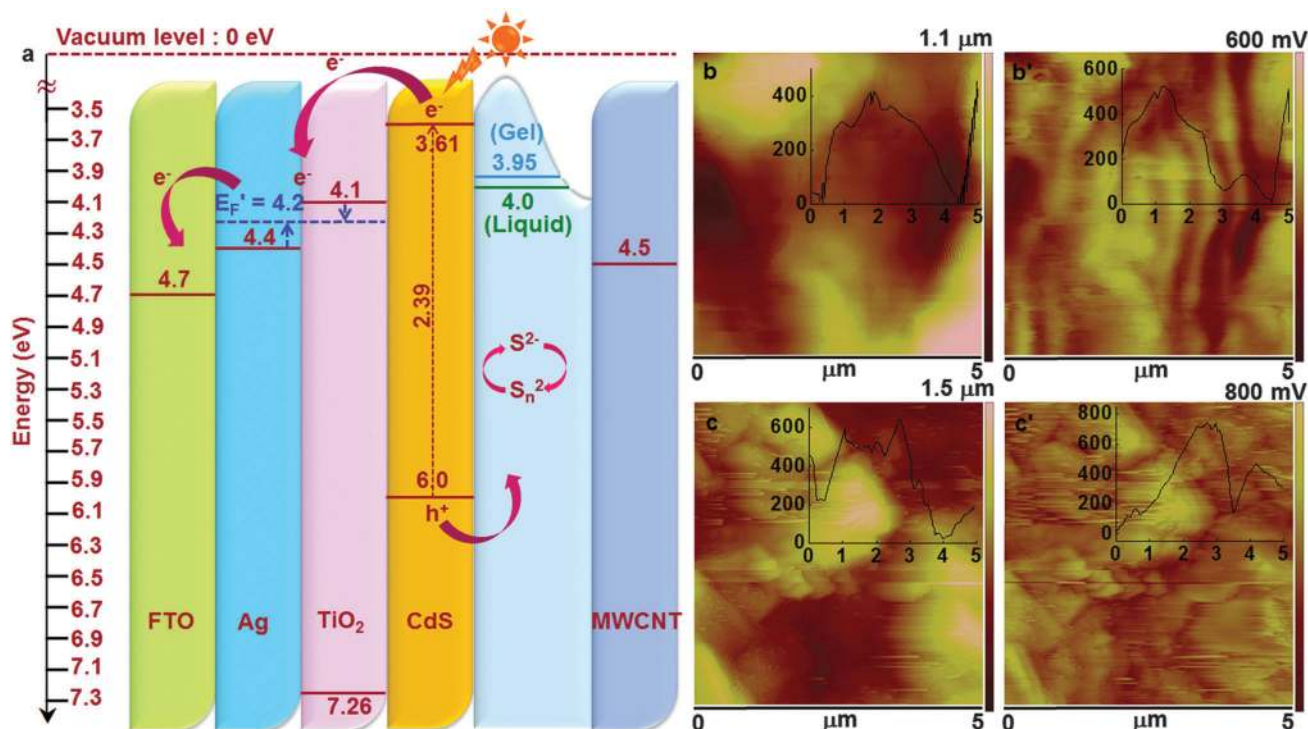 a
Vacuum level : 0 eV
Energy (eV)
3.5
3.7
3.9
4.1
4.3
4.5
4.7
4.9
5.1
5.3
5.5
5.7
5.9
6.1
6.3
6.5
6.7
6.9
7.1
7.3
e-
e-
e-
e-
3.61
(Gel)
3.95
4.0
(Liquid)
4.1
EF' = 4.2
4.4
4.7
4.5
2.39
S2-
Sn2-
6.0
h+
FTO
Ag
TiO2
CdS
MWCNT
7.26
1.1 μm
b
400
200
0
0 1 2 3 4 5
0 μm 5
600 mV
b'
600
400
200
0
0 1 2 3 4 5
0 μm 5
1.5 μm
c
600
400
200
0
0 1 2 3 4 5
0 μm 5
800 mV
c'
800
600
400
200
0
0 1 2 3 4 5
0 μm 5